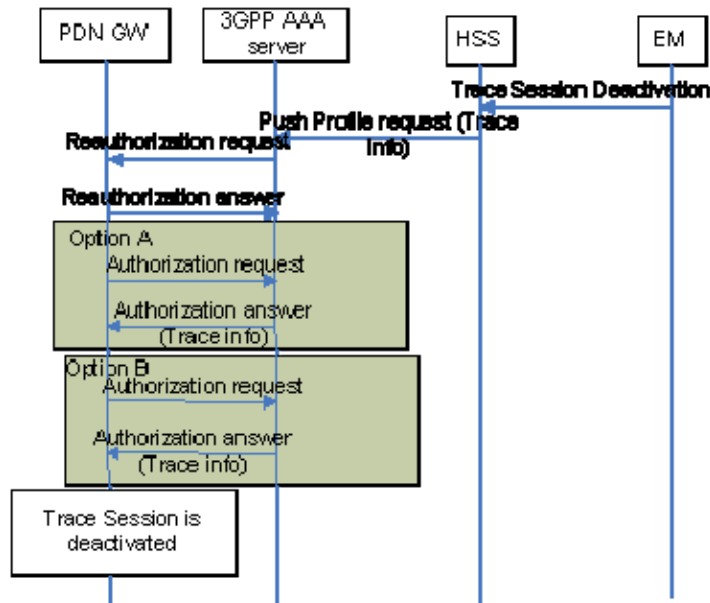 PDN GW'
3GPP AAA
server
HSS
EM
Trace Session Deactivation
Push Profile request (Trace
Info)
Reauthorization request
Reauthorization answer
Option A
Authorization request
Authorization answer
(Trace info)
Option B
Authorization request
Authorization answer
(Trace info)
Trace Session is
deactivated